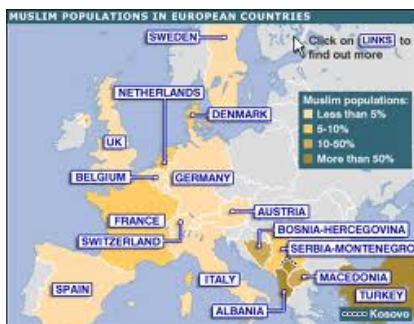 MUSLIM POPULATIONS IN EUROPEAN COUNTRIES
SWEDEN
Click on LINKS to
find out more
NETHERLANDS
DENMARK
Muslim populations:
Less than 5%
5-10%
10-50%
More than 50%
UK
BELGIUM
GERMANY
AUSTRIA
FRANCE
BOSNIA-HERCEGOVINA
SWITZERLAND
SERBIA-MONTENEGRO
ITALY
MACEDONIA
SPAIN
TURKEY
ALBANIA
Kosovo